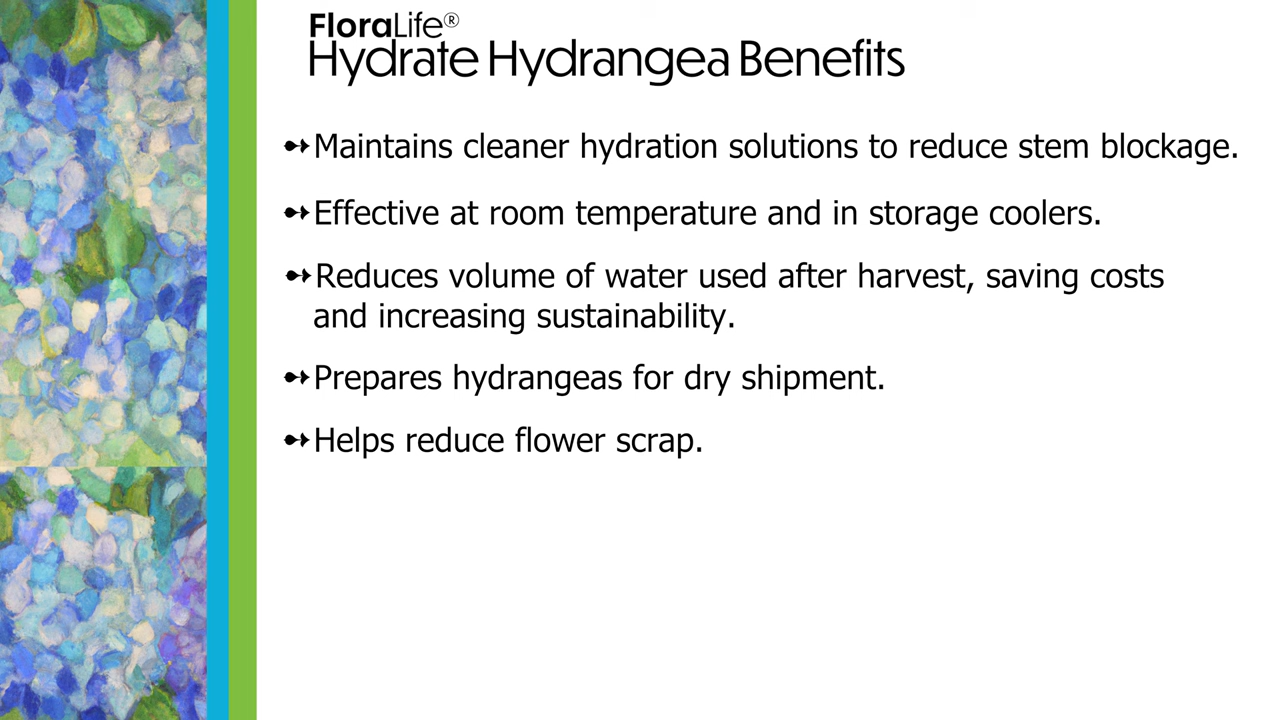 FloraLife®
Hydrate Hydrangea Benefits
➻Maintains cleaner hydration solutions to reduce stem blockage.
➻Effective at room temperature and in storage coolers.
➻Reduces volume of water used after harvest, saving costs
and increasing sustainability.
➻Prepares hydrangeas for dry shipment.
➻Helps reduce flower scrap.